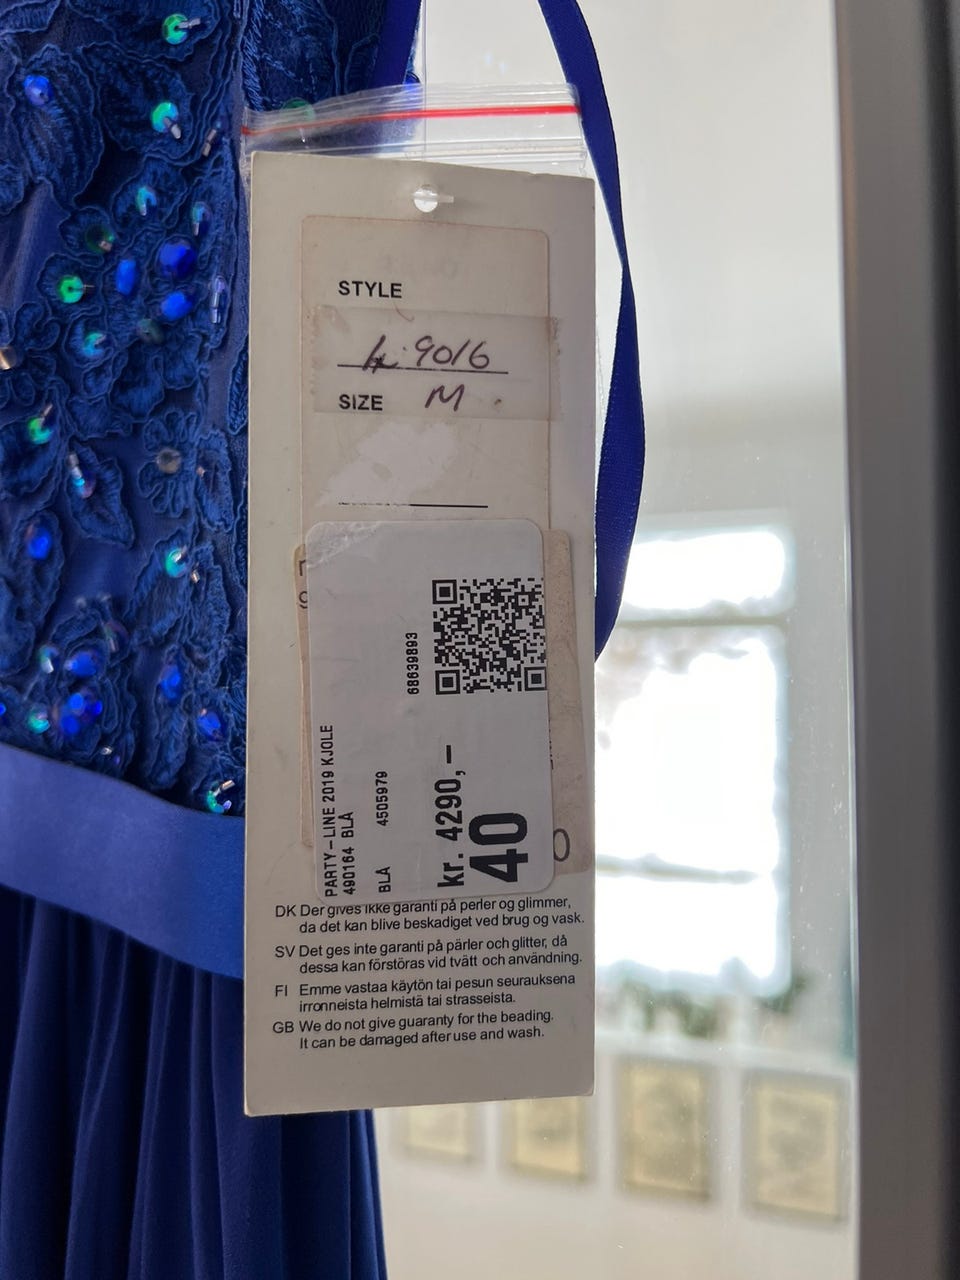 STYLE
9016
SIZE M
68639893
PARTY-LINE 2019 KJOLE
490164 BLÅ
BLÅ 4505979
kr. 4290,-
40
DK Der gives ikke garanti på perler og glimmer,
da det kan blive beskadiget ved brug og vask.
SV Det ges inte garanti på pärler och glitter, då
dessa kan förstöras vid tvätt och användning.
FI Emme vastaa käytön tai pesun seurauksena
irronneista helmistä tai strasseista.
GB We do not give guaranty for the beading.
It can be damaged after use and wash.